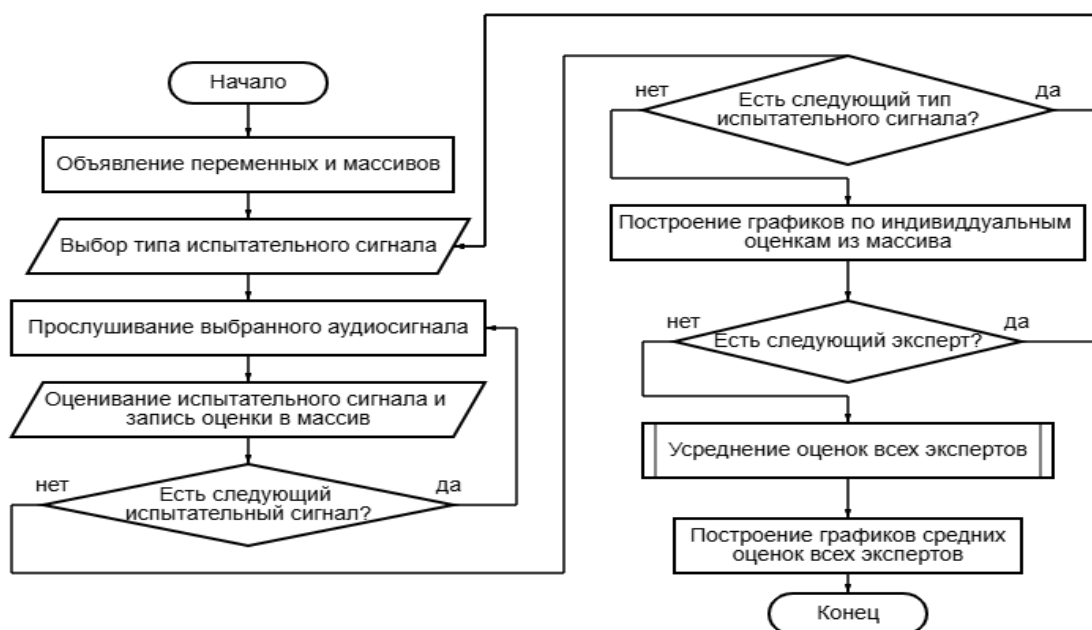 Начало
Объявление переменных и массивов
Выбор типа испытательного сигнала
Прослушивание выбранного аудиосигнала
Оценивание испытательного сигнала и
запись оценки в массив
нет
да
Есть следующий
испытательный сигнал?
нет
да
Есть следующий тип
испытательного сигнала?
Построение графиков по индивиддуальным
оценкам из массива
нет
да
Есть следующий эксперт?
Усреднение оценок всех экспертов
Построение графиков средних
оценок всех экспертов
Конец